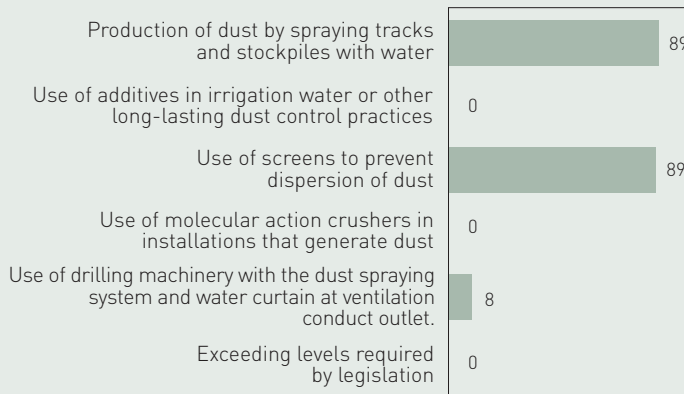 Production of dust by spraying tracks
and stockpiles with water
89
Use of additives in irrigation water or other
long-lasting dust control practices
0
Use of screens to prevent
dispersion of dust
89
Use of molecular action crushers in
installations that generate dust
0
Use of drilling machinery with the dust spraying
system and water curtain at ventilation
conduct outlet.
8
Exceeding levels required
by legislation
0